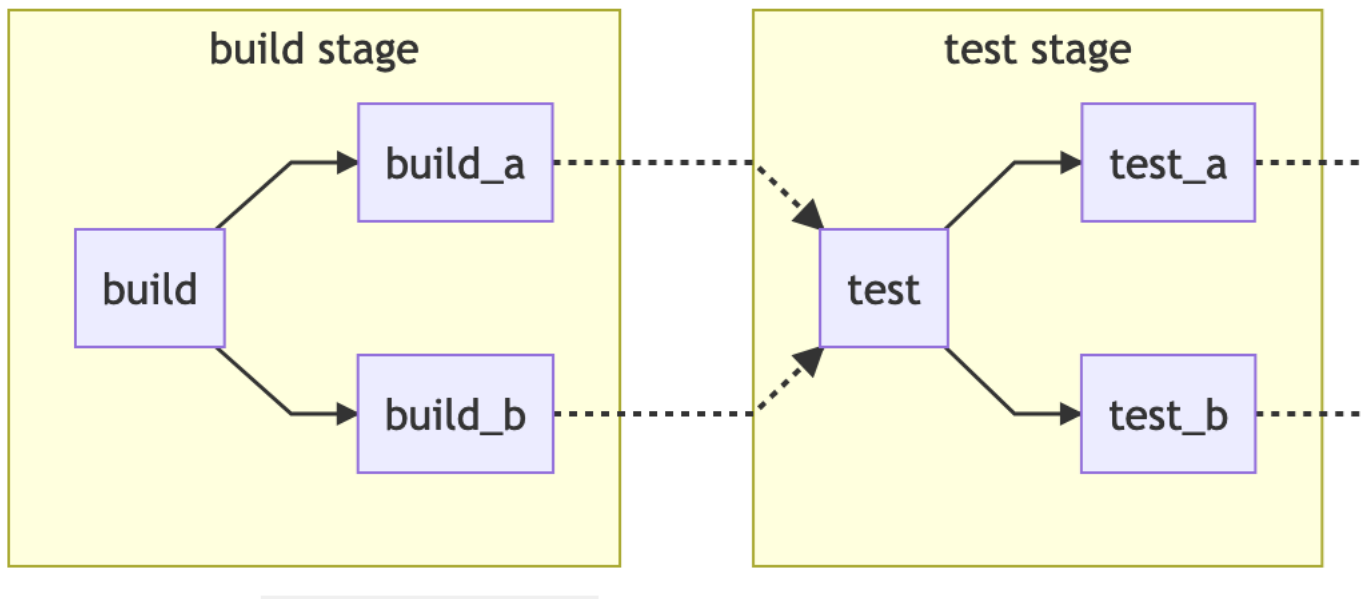 build stage
test stage
build_a
test_a
build
test
build_b
test_b